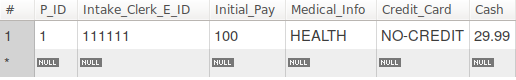 # P_ID Intake_Clerk_E_ID Initial_Pay Medical_Info Credit_Card Cash
1 1 111111 100 HEALTH NO-CREDIT 29.99
* NULL NULL NULL NULL NULL NULL